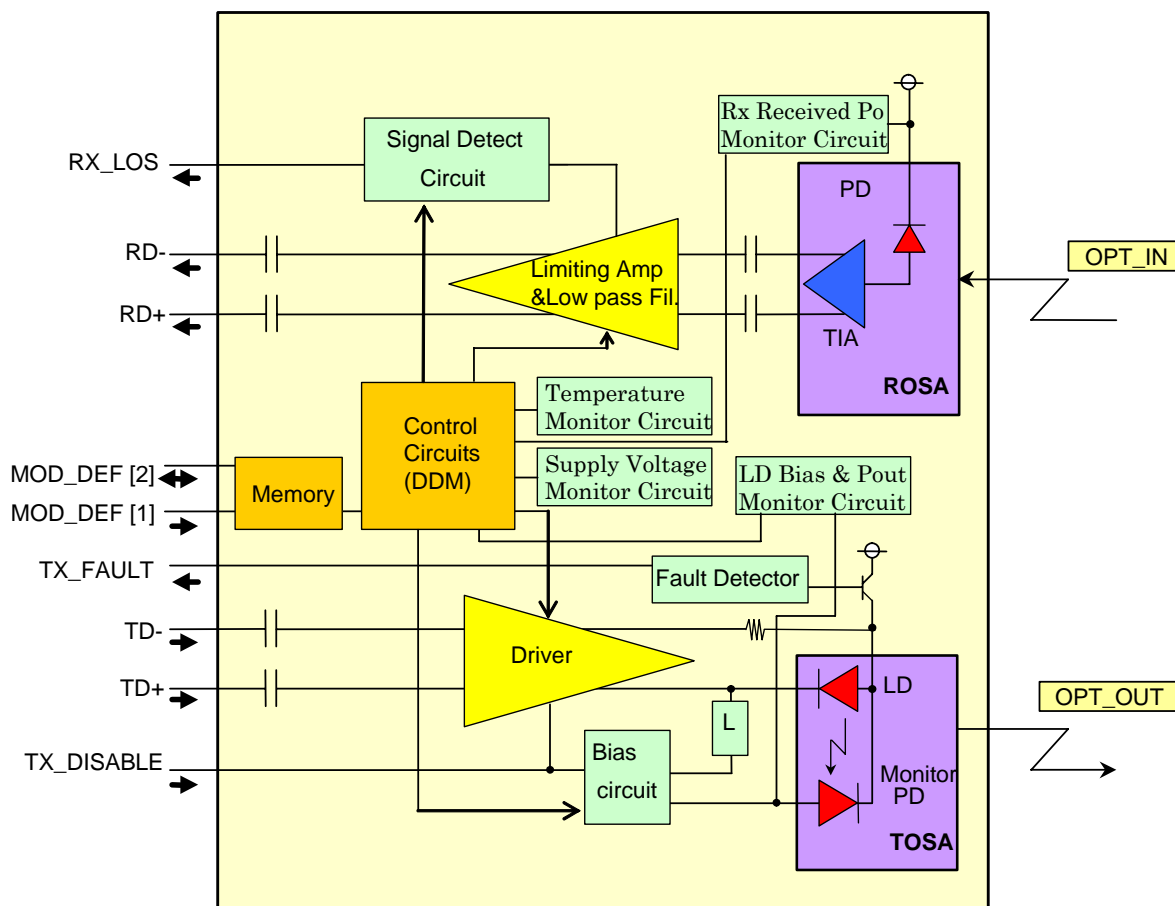 Rx Received Po
Monitor Circuit
Signal Detect
Circuit
RX_LOS
PD
RD-
OPT_IN
Limiting Amp
&Low pass Fil.
RD+
TIA
ROSA
Temperature
Monitor Circuit
Control
Circuits
(DDM)
MOD_DEF [2]
Supply Voltage
Monitor Circuit
LD Bias & Pout
Monitor Circuit
Memory
MOD_DEF [1]
TX_FAULT
Fault Detector
TD-
Driver
TD+
LD
OPT_OUT
L
TX_DISABLE
Bias
circuit
Monitor
PD
TOSA